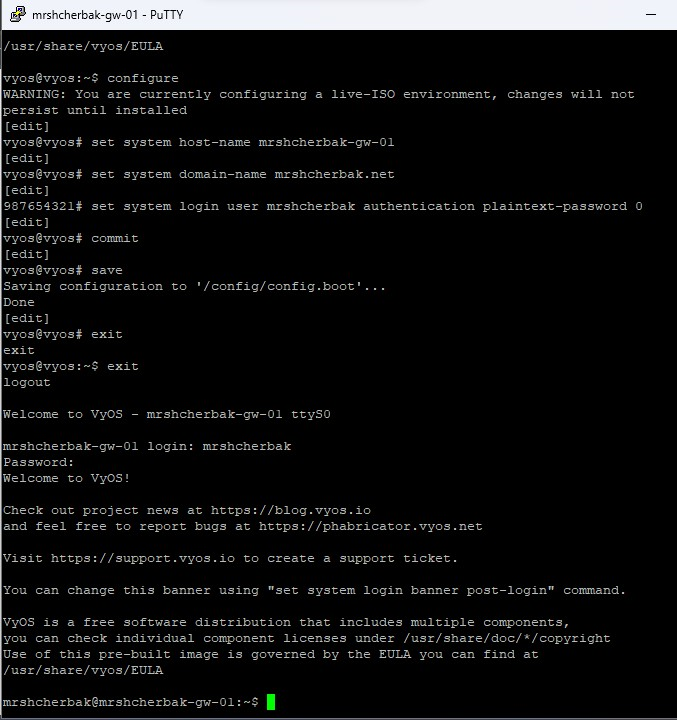 mrshcherbak-gw-01 - PuTTY
/usr/share/vyos/EULA
vyos@vyos:~$ configure
WARNING: You are currently configuring a live-ISO environment, changes will not
persist until installed
[edit]
vyos@vyos# set system host-name mrshcherbak-gw-01
[edit]
vyos@vyos# set system domain-name mrshcherbak.net
[edit]
987654321# set system login user mrshcherbak authentication plaintext-password 0
[edit]
vyos@vyos# commit
[edit]
vyos@vyos# save
Saving configuration to '/config/config.boot'...
Done
[edit]
vyos@vyos# exit
exit
vyos@vyos:~$ exit
logout
Welcome to VyOS - mrshcherbak-gw-01 ttyS0
mrshcherbak-gw-01 login: mrshcherbak
Password:
Welcome to VyOS!
Check out project news at https://blog.vyos.io
and feel free to report bugs at https://phabricator.vyos.net
Visit https://support.vyos.io to create a support ticket.
You can change this banner using "set system login banner post-login" command.
VyOS is a free software distribution that includes multiple components,
you can check individual component licenses under /usr/share/doc/*/copyright
Use of this pre-built image is governed by the EULA you can find at
/usr/share/vyos/EULA
mrshcherbak@mrshcherbak-gw-01:~$